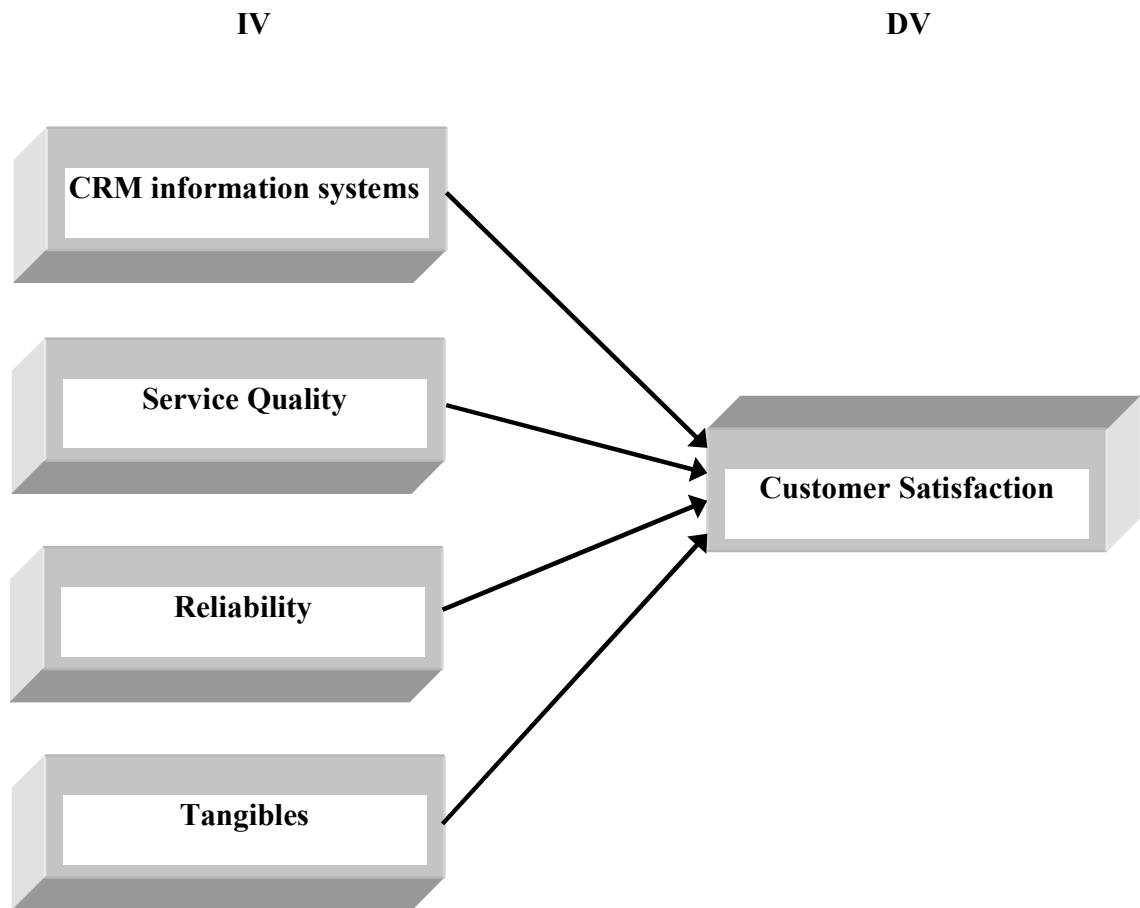 IV
DV
CRM information systems
Service Quality
Customer Satisfaction
Reliability
Tangibles